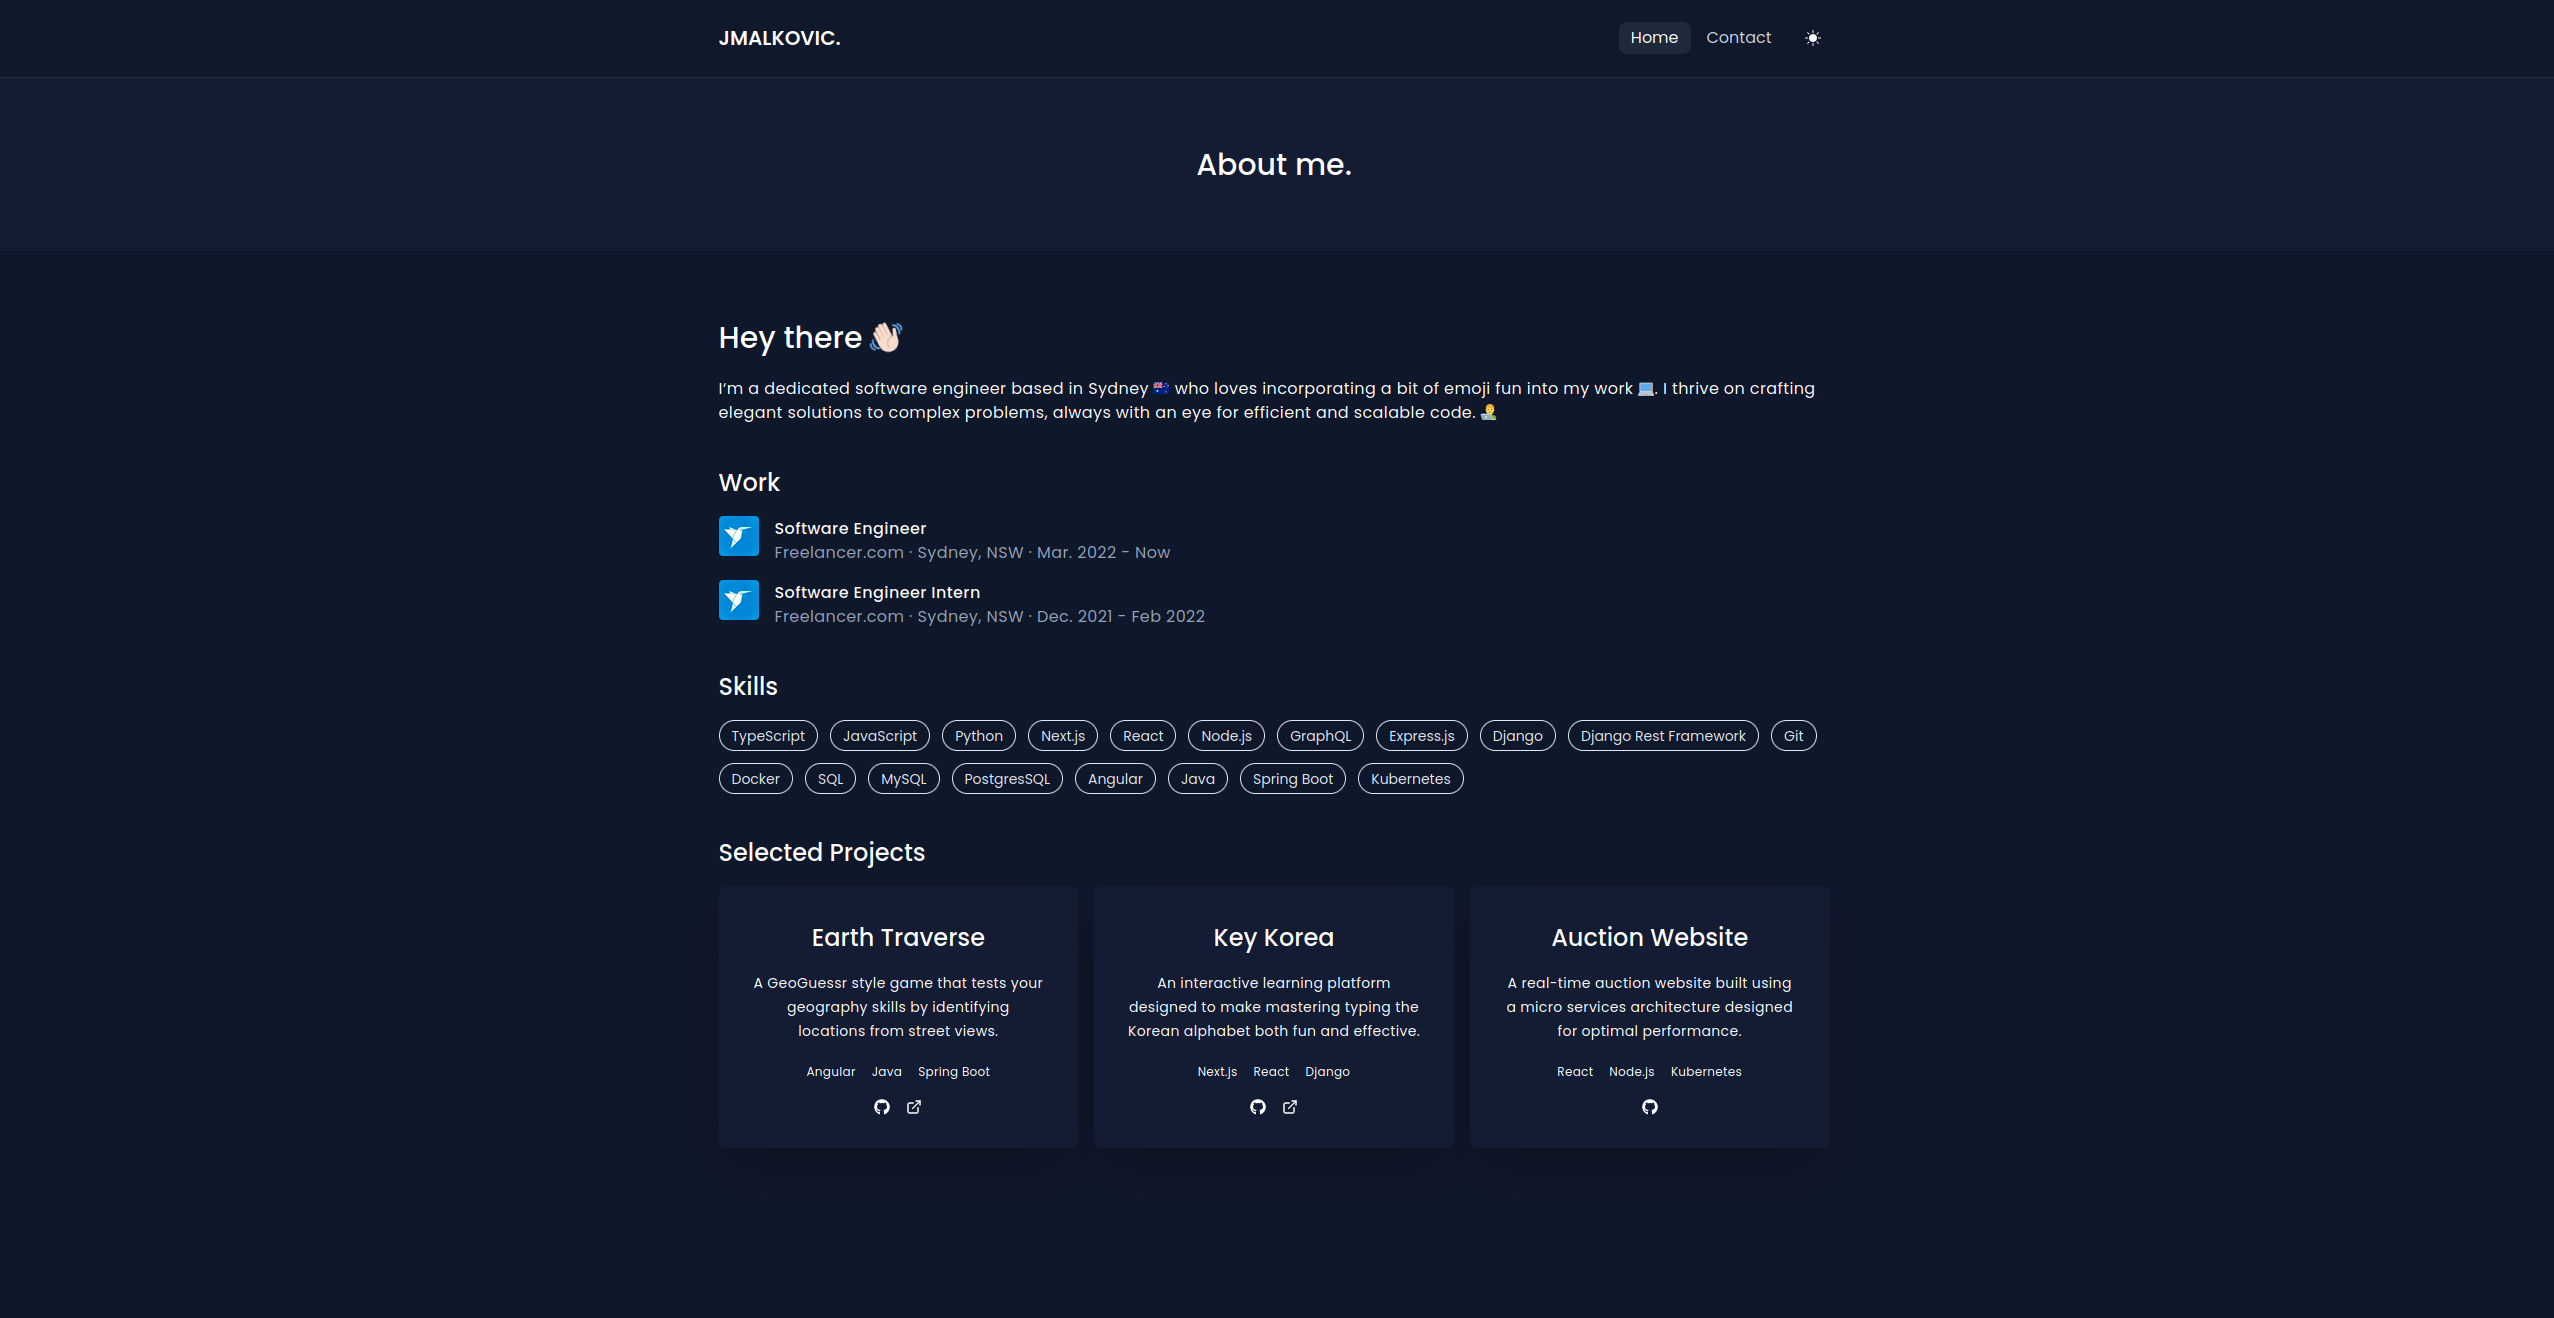 JMALKOVIC.
Home
Contact
About me.
Hey there 👋🏻
I’m a dedicated software engineer based in Sydney 🇦🇺 who loves incorporating a bit of emoji fun into my work 💻. I thrive on crafting
elegant solutions to complex problems, always with an eye for efficient and scalable code. 👨‍💻
Work
Software Engineer
Freelancer.com · Sydney, NSW · Mar. 2022 - Now
Software Engineer Intern
Freelancer.com · Sydney, NSW · Dec. 2021 - Feb 2022
Skills
TypeScript JavaScript Python Next.js React Node.js GraphQL Express.js Django Django Rest Framework Git
Docker SQL MySQL PostgresSQL Angular Java Spring Boot Kubernetes
Selected Projects
Earth Traverse
A GeoGuessr style game that tests your
geography skills by identifying
locations from street views.
Angular Java Spring Boot
Key Korea
An interactive learning platform
designed to make mastering typing the
Korean alphabet both fun and effective.
Next.js React Django
Auction Website
A real-time auction website built using
a micro services architecture designed
for optimal performance.
React Node.js Kubernetes